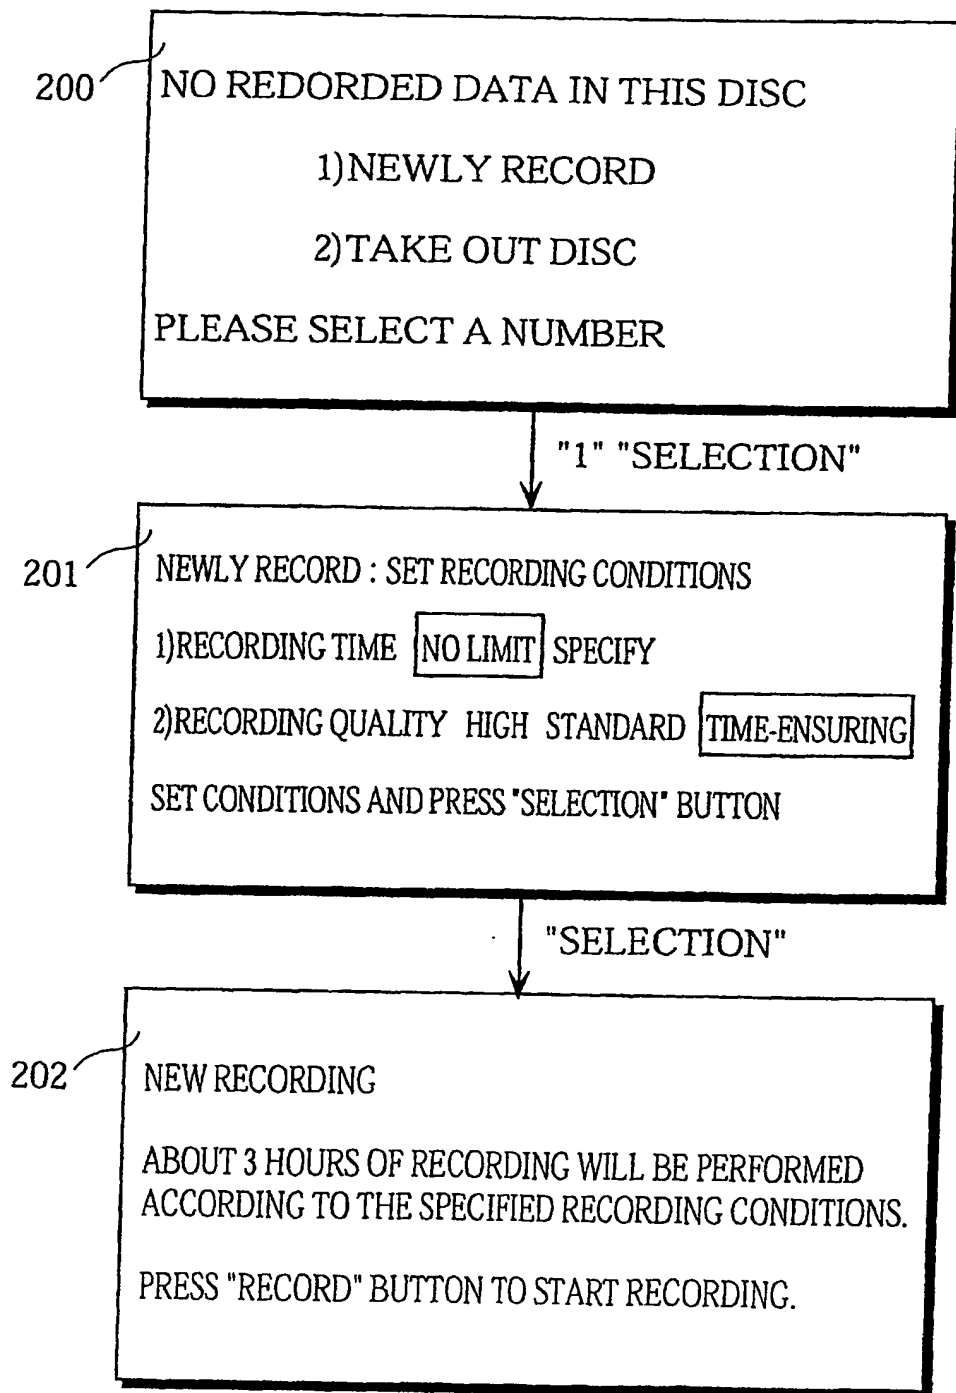 200
NO REDORDED DATA IN THIS DISC
1)NEWLY RECORD
2)TAKE OUT DISC
PLEASE SELECT A NUMBER
"1" "SELECTION"
201
NEWLY RECORD : SET RECORDING CONDITIONS
1)RECORDING TIME NO LIMIT SPECIFY
2)RECORDING QUALITY HIGH STANDARD TIME-ENSURING
SET CONDITIONS AND PRESS "SELECTION" BUTTON
"SELECTION"
202
NEW RECORDING
ABOUT 3 HOURS OF RECORDING WILL BE PERFORMED
ACCORDING TO THE SPECIFIED RECORDING CONDITIONS.
PRESS "RECORD" BUTTON TO START RECORDING.